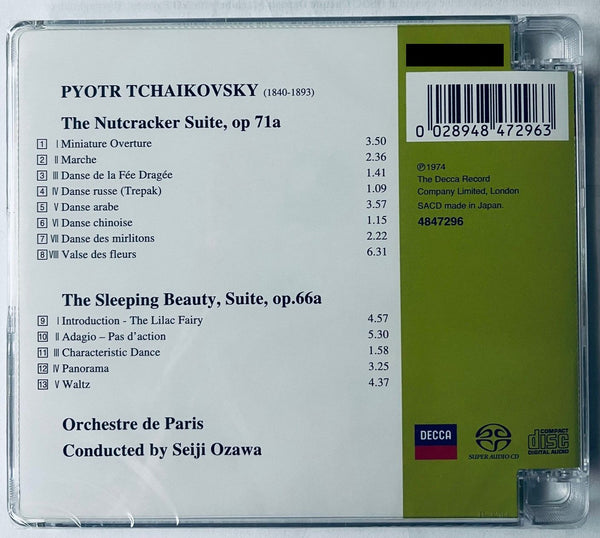 PYOTR TCHAIKOVSKY (1840-1893)
The Nutcracker Suite, op 71a
1 I Miniature Overture 3.50
2 II Marche 2.36
3 III Danse de la Fée Dragée 1.41
4 IV Danse russe (Trepak) 1.09
5 V Danse arabe 3.57
6 VI Danse chinoise 1.15
7 VII Danse des mirlitons 2.22
8 VIII Valse des fleurs 6.31
The Sleeping Beauty, Suite, op.66a
9 I Introduction - The Lilac Fairy 4.57
10 II Adagio – Pas d'action 5.30
11 III Characteristic Dance 1.58
12 IV Panorama 3.25
13 V Waltz 4.37
Orchestre de Paris
Conducted by Seiji Ozawa
0 028948 472963
℗1974
The Decca Record
Company Limited, London
SACD made in Japan.
4847296
DECCA
SUPER AUDIO CD
COMPACT
disc
DIGITAL AUDIO